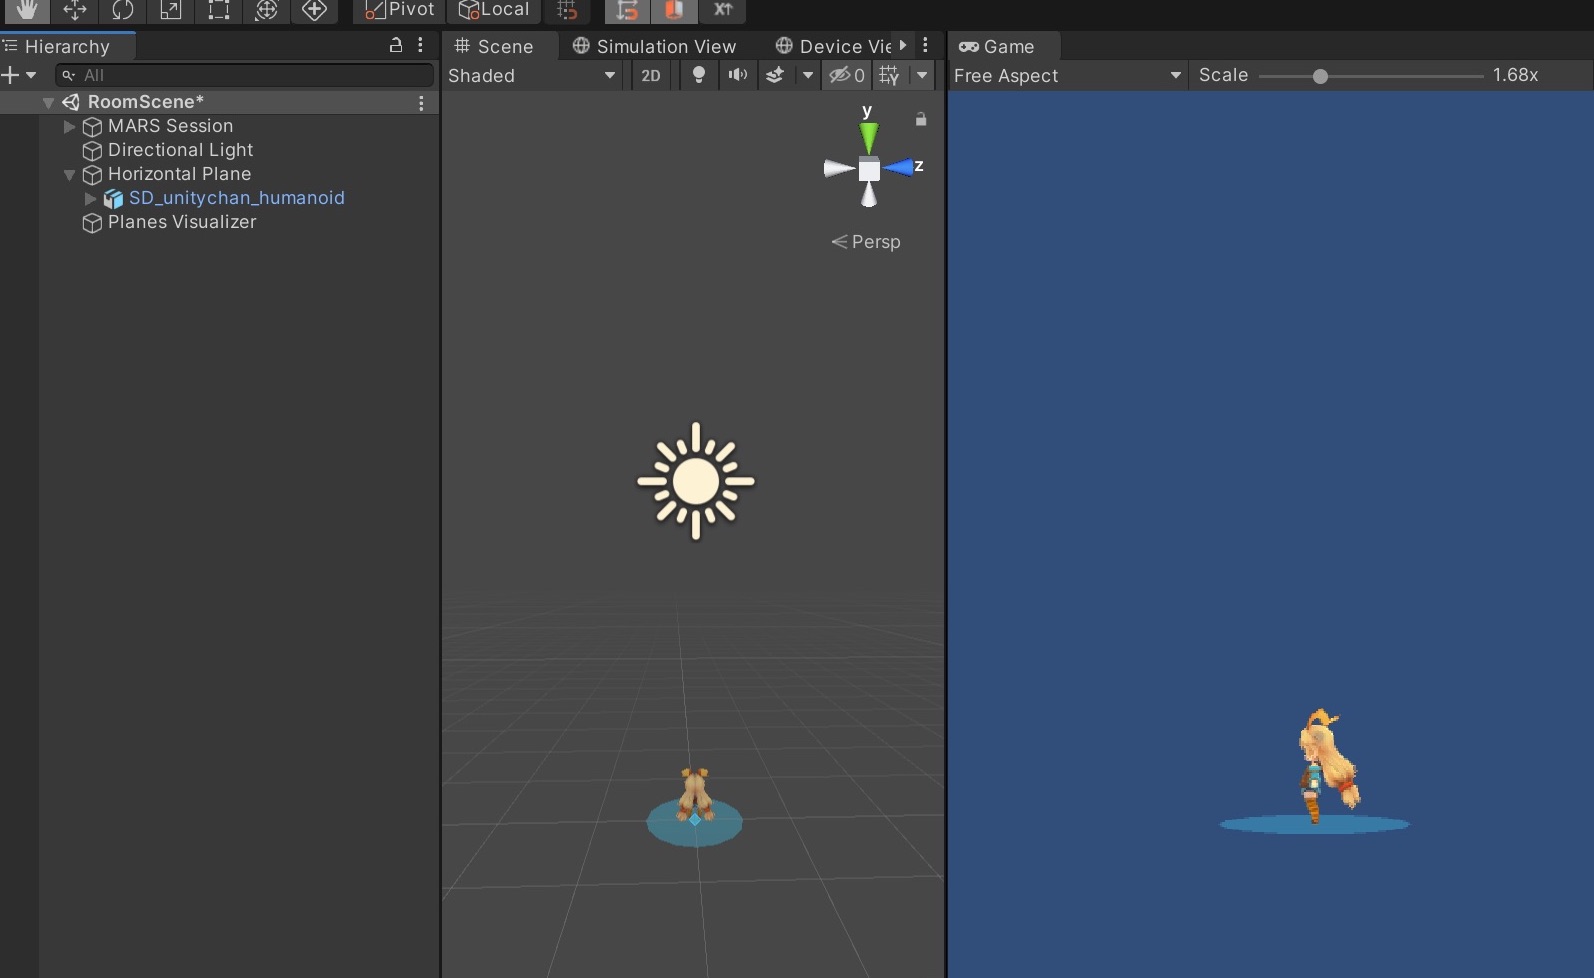 Pivot Local
Hierarchy
Scene Simulation View Device Vie
Game
All
Shaded 2D 0
Free Aspect Scale 1.68x
RoomScene*
MARS Session
Directional Light
Horizontal Plane
SD_unitychan_humanoid
Planes Visualizer
y
z
Persp